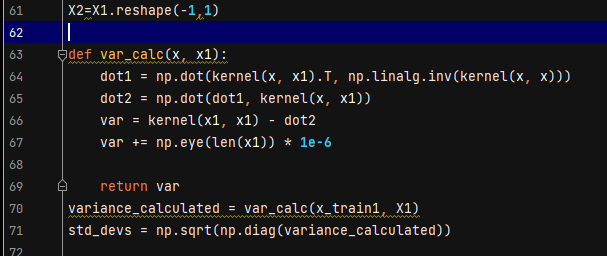 61 X2=X1.reshape(-1,1)
62
63 def var_calc(x, x1):
64 dot1 = np.dot(kernel(x, x1).T, np.linalg.inv(kernel(x, x)))
65 dot2 = np.dot(dot1, kernel(x, x1))
66 var = kernel(x1, x1) - dot2
67 var += np.eye(len(x1)) * 1e-6
68
69 return var
70 variance_calculated = var_calc(x_train1, X1)
71 std_devs = np.sqrt(np.diag(variance_calculated))
72